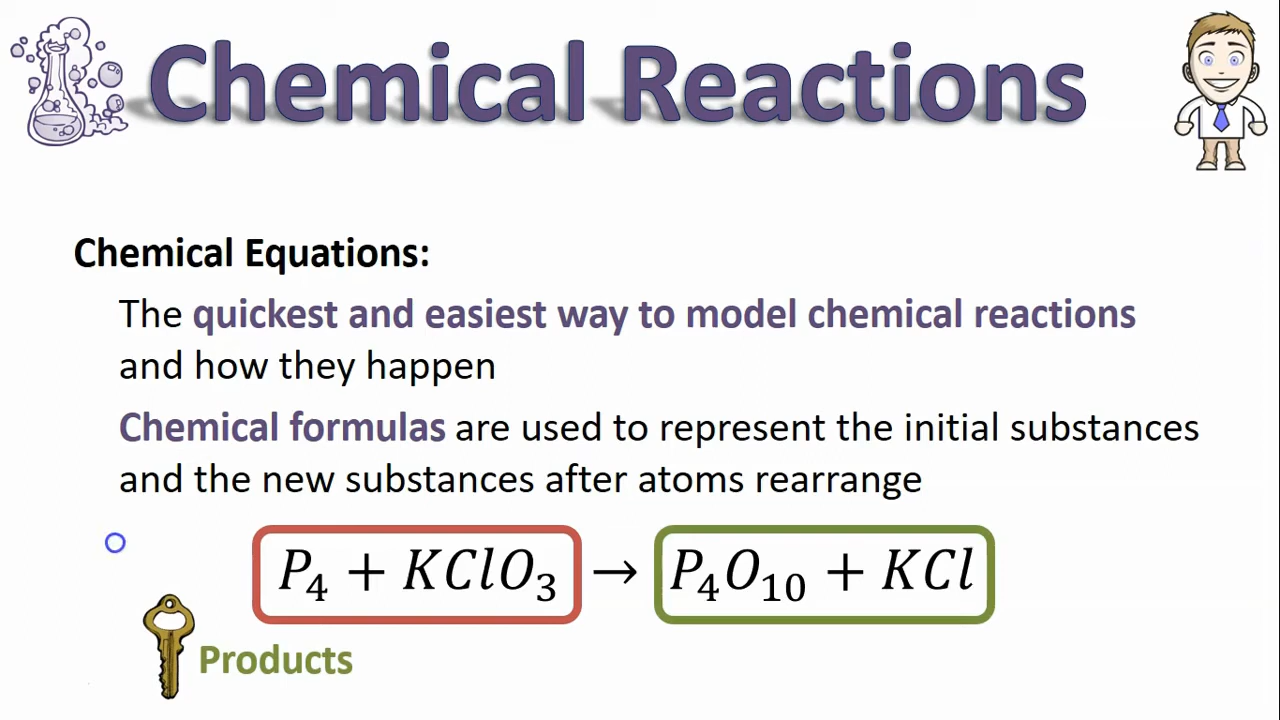 Chemical Reactions
Chemical Equations:
The quickest and easiest way to model chemical reactions
and how they happen
Chemical formulas are used to represent the initial substances
and the new substances after atoms rearrange
P₄ + KClO₃ → P₄O₁₀ + KCl
Products